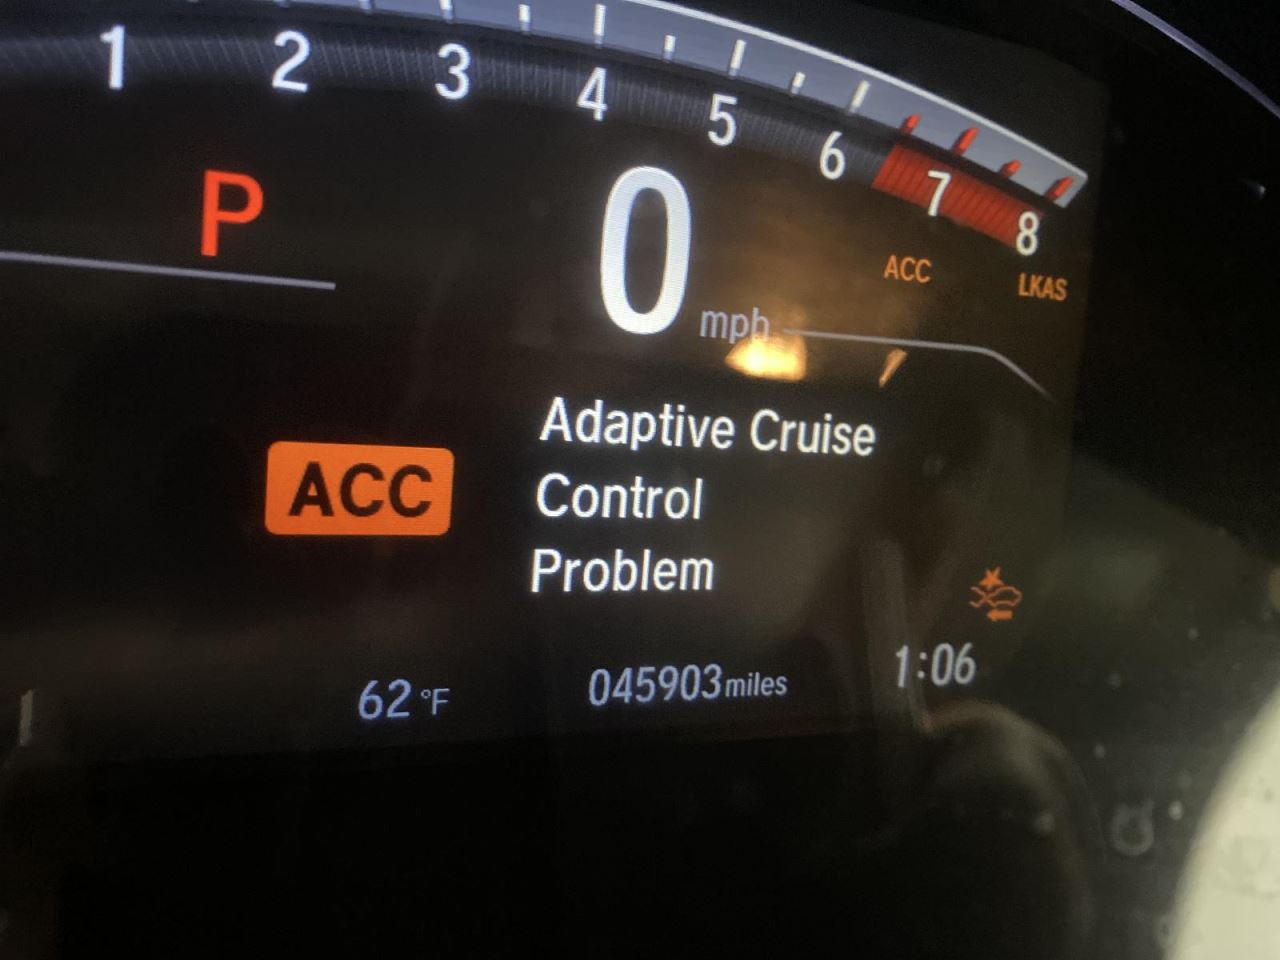 1 2 3 4 5 6 7 8
P
0 mph
ACC LKAS
ACC
Adaptive Cruise
Control
Problem
62 °F 045903 miles 1:06